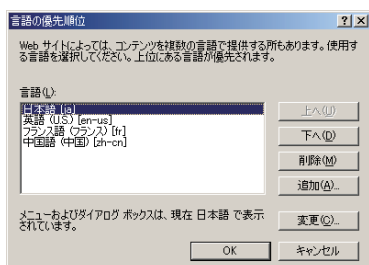 言語の優先順位
Web サイトによっては、コンテンツを複数の言語で提供する所もあります。使用す
る言語を選択してください。上位にある言語が優先されます。
言語(L):
日本語 [ja]
英語 (U.S.) [en-us]
フランス語 (フランス) [fr]
中国語 (中国) [zh-cn]
上へ(U)
下へ(D)
削除(M)
追加(A)...
メニューおよびダイアログ ボックスは、現在 日本語 で表示
されています。
変更(C)...
OK
キャンセル